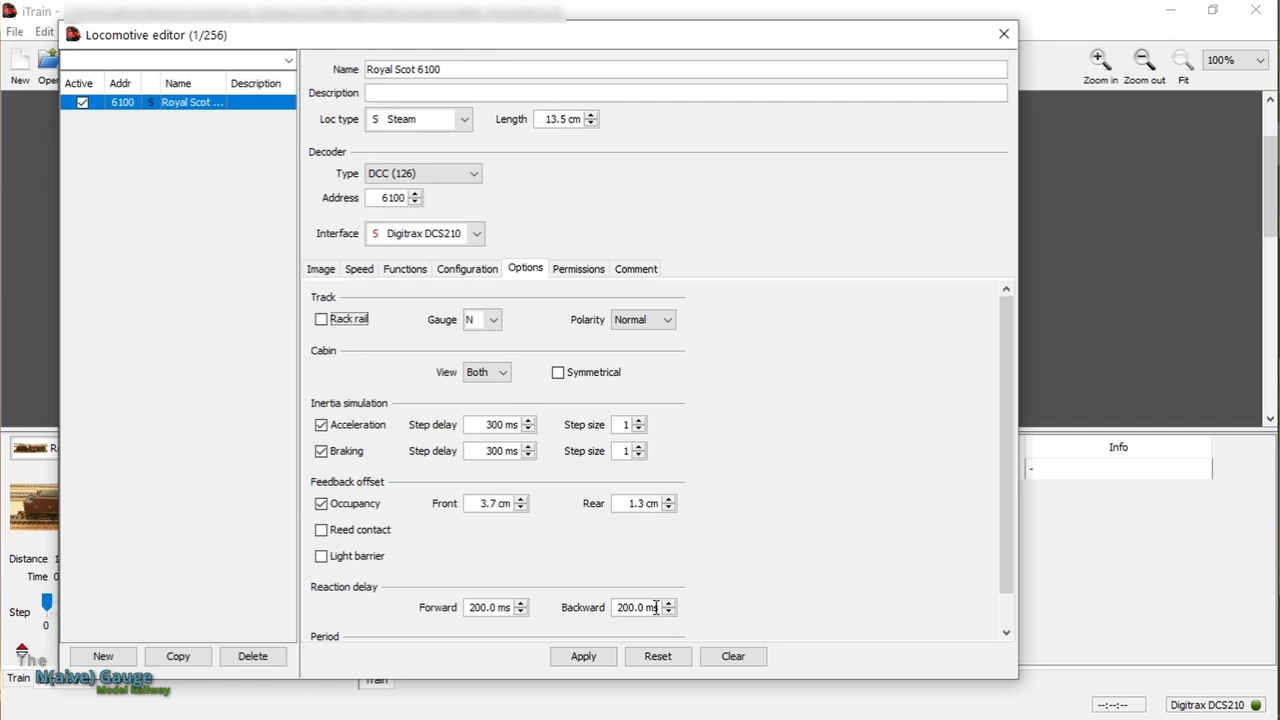 iTrain -
Locomotive editor (1/256)
File Edit
New Open
Zoom in Zoom out Fit 100%
Active Addr Name Description
6100 S Royal Scot ...
Name Royal Scot 6100
Description
Loc type S Steam Length 13.5 cm
Decoder
Type DCC (126)
Address 6100
Interface S Digitrax DCS210
Image Speed Functions Configuration Options Permissions Comment
Track
Rack rail Gauge N Polarity Normal
Cabin
View Both Symmetrical
Inertia simulation
Acceleration Step delay 300 ms Step size 1
Braking Step delay 300 ms Step size 1
Feedback offset
Occupancy Front 3.7 cm Rear 1.3 cm
Reed contact
Light barrier
Reaction delay
Forward 200.0 ms Backward 200.0 ms
Period
New Copy Delete Apply Reset Clear
Info
-
Distance 1
Time 0
Step
0
Train
Train
The
N(aive) Gauge
Model Railway
--:--:-- Digitrax DCS210